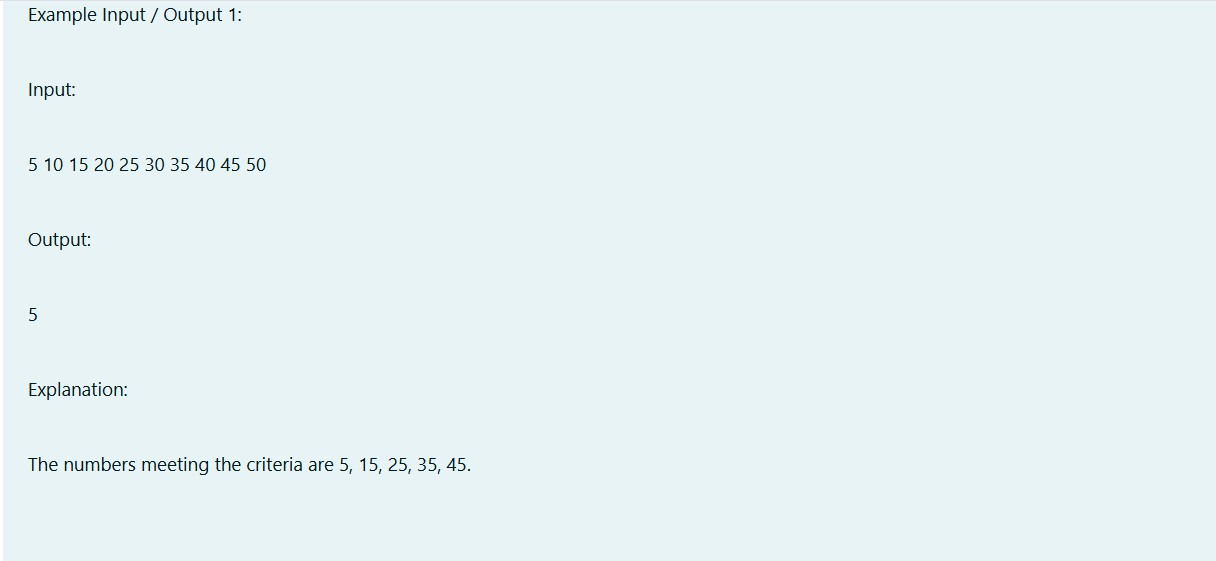 Example Input / Output 1:
Input:
5 10 15 20 25 30 35 40 45 50
Output:
5
Explanation:
The numbers meeting the criteria are 5, 15, 25, 35, 45.